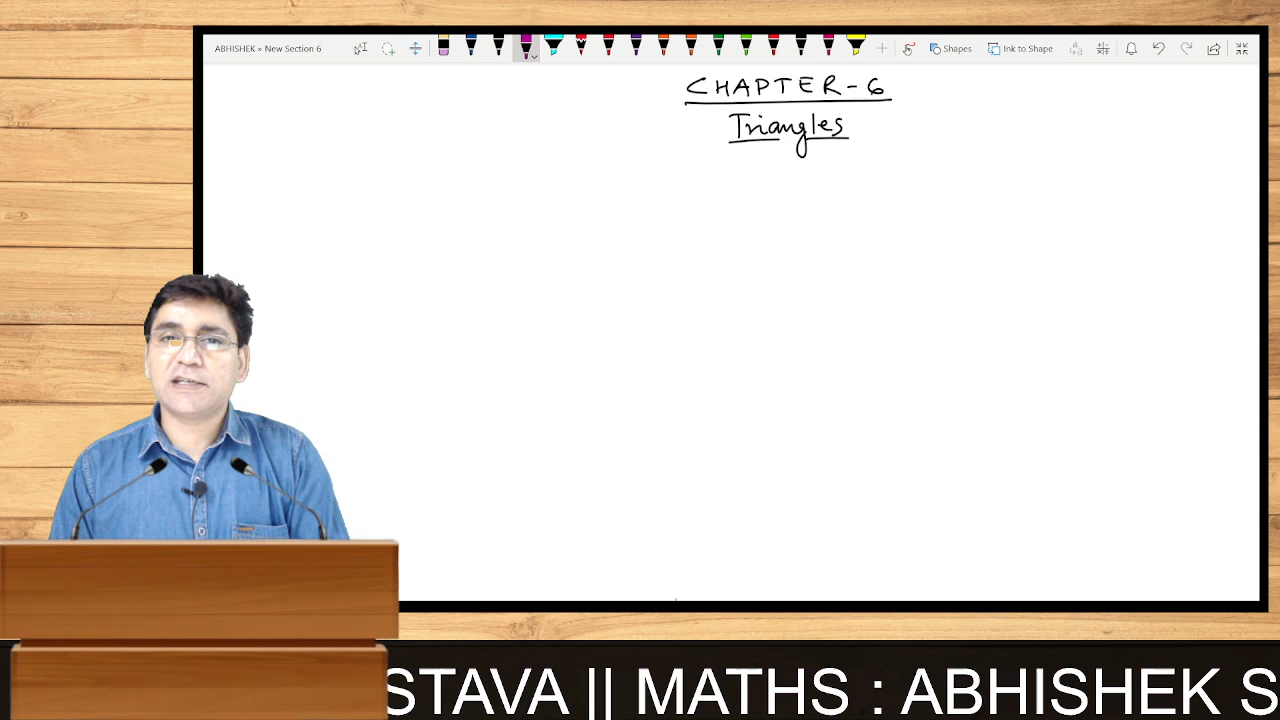 ABHISHEK » New Section 6
Shapes
Ink to Shape
CHAPTER-6
Triangles
STAVA || MATHS : ABHISHEK S